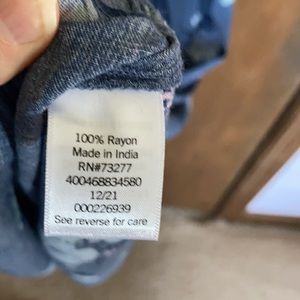 100% Rayon
Made in India
RN#73277
400468834580
12/21
000226939
See reverse for care